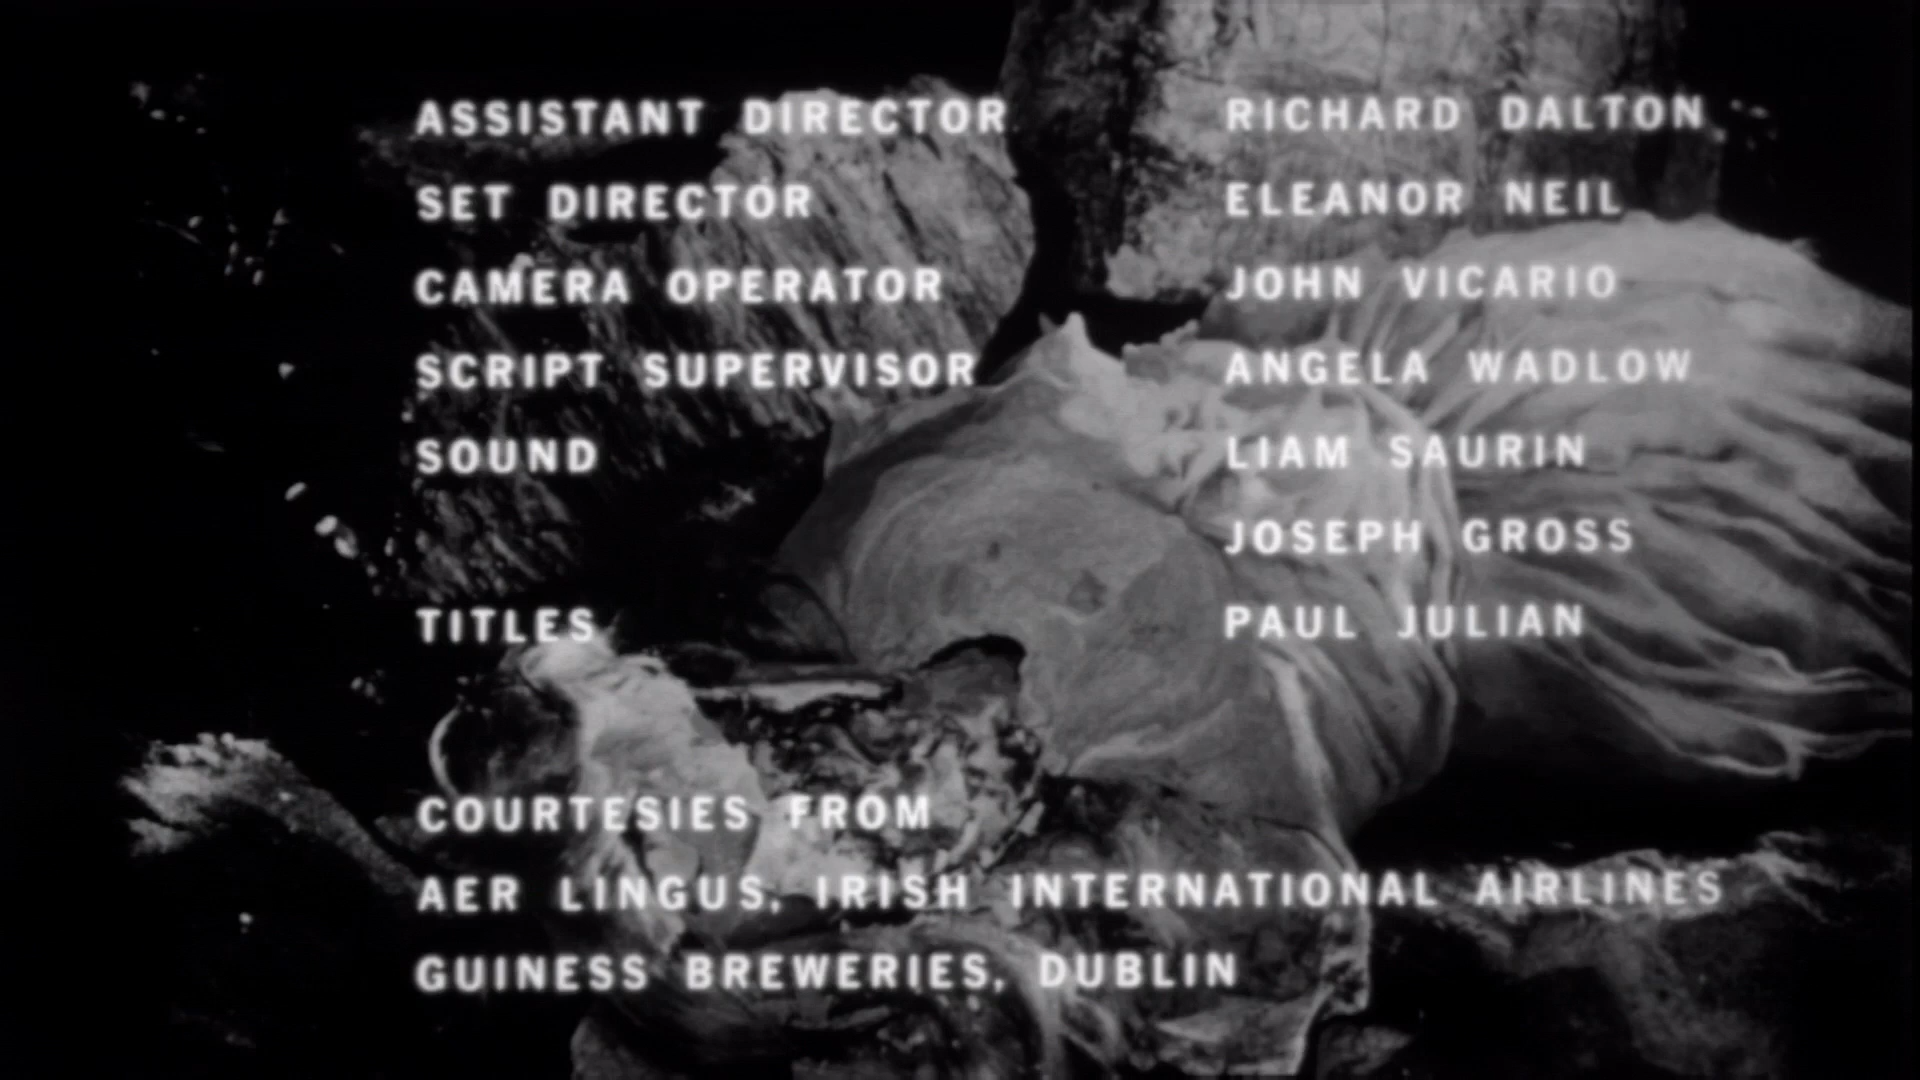 ASSISTANT DIRECTOR RICHARD DALTON
SET DIRECTOR ELEANOR NEIL
CAMERA OPERATOR JOHN VICARIO
SCRIPT SUPERVISOR ANGELA WADLOW
SOUND LIAM SAURIN
JOSEPH GROSS
TITLES PAUL JULIAN
COURTESIES FROM
AER LINGUS, IRISH INTERNATIONAL AIRLINES
GUINESS BREWERIES, DUBLIN